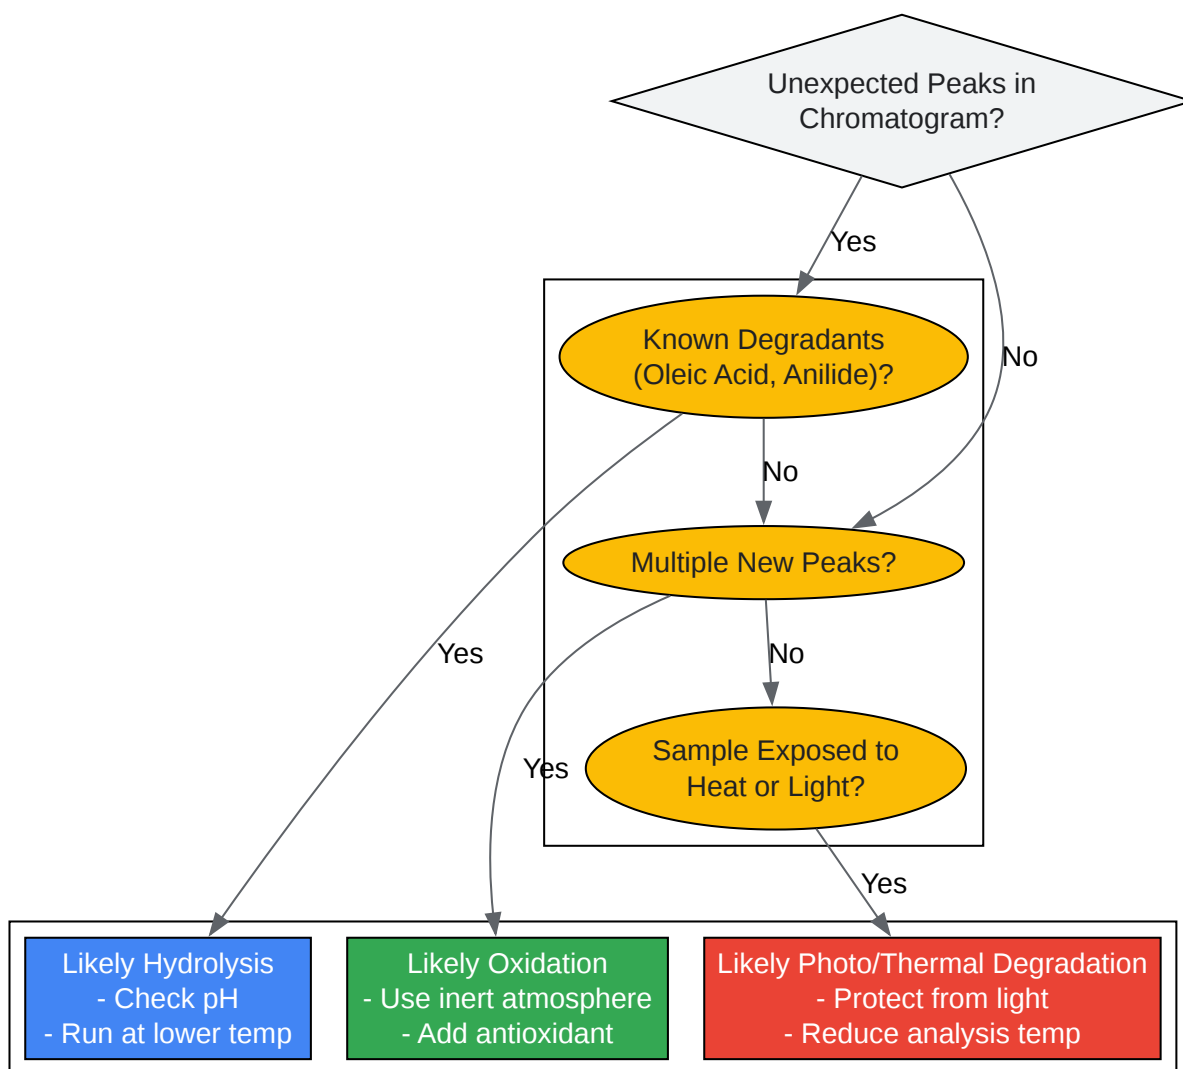 Unexpected Peaks in
Chromatogram?
Yes
No
Known Degradants
(Oleic Acid, Anilide)?
No
Multiple New Peaks?
Yes
No
Yes
Sample Exposed to
Heat or Light?
Yes
Likely Hydrolysis
- Check pH
- Run at lower temp
Likely Oxidation
- Use inert atmosphere
- Add antioxidant
Likely Photo/Thermal Degradation
- Protect from light
- Reduce analysis temp